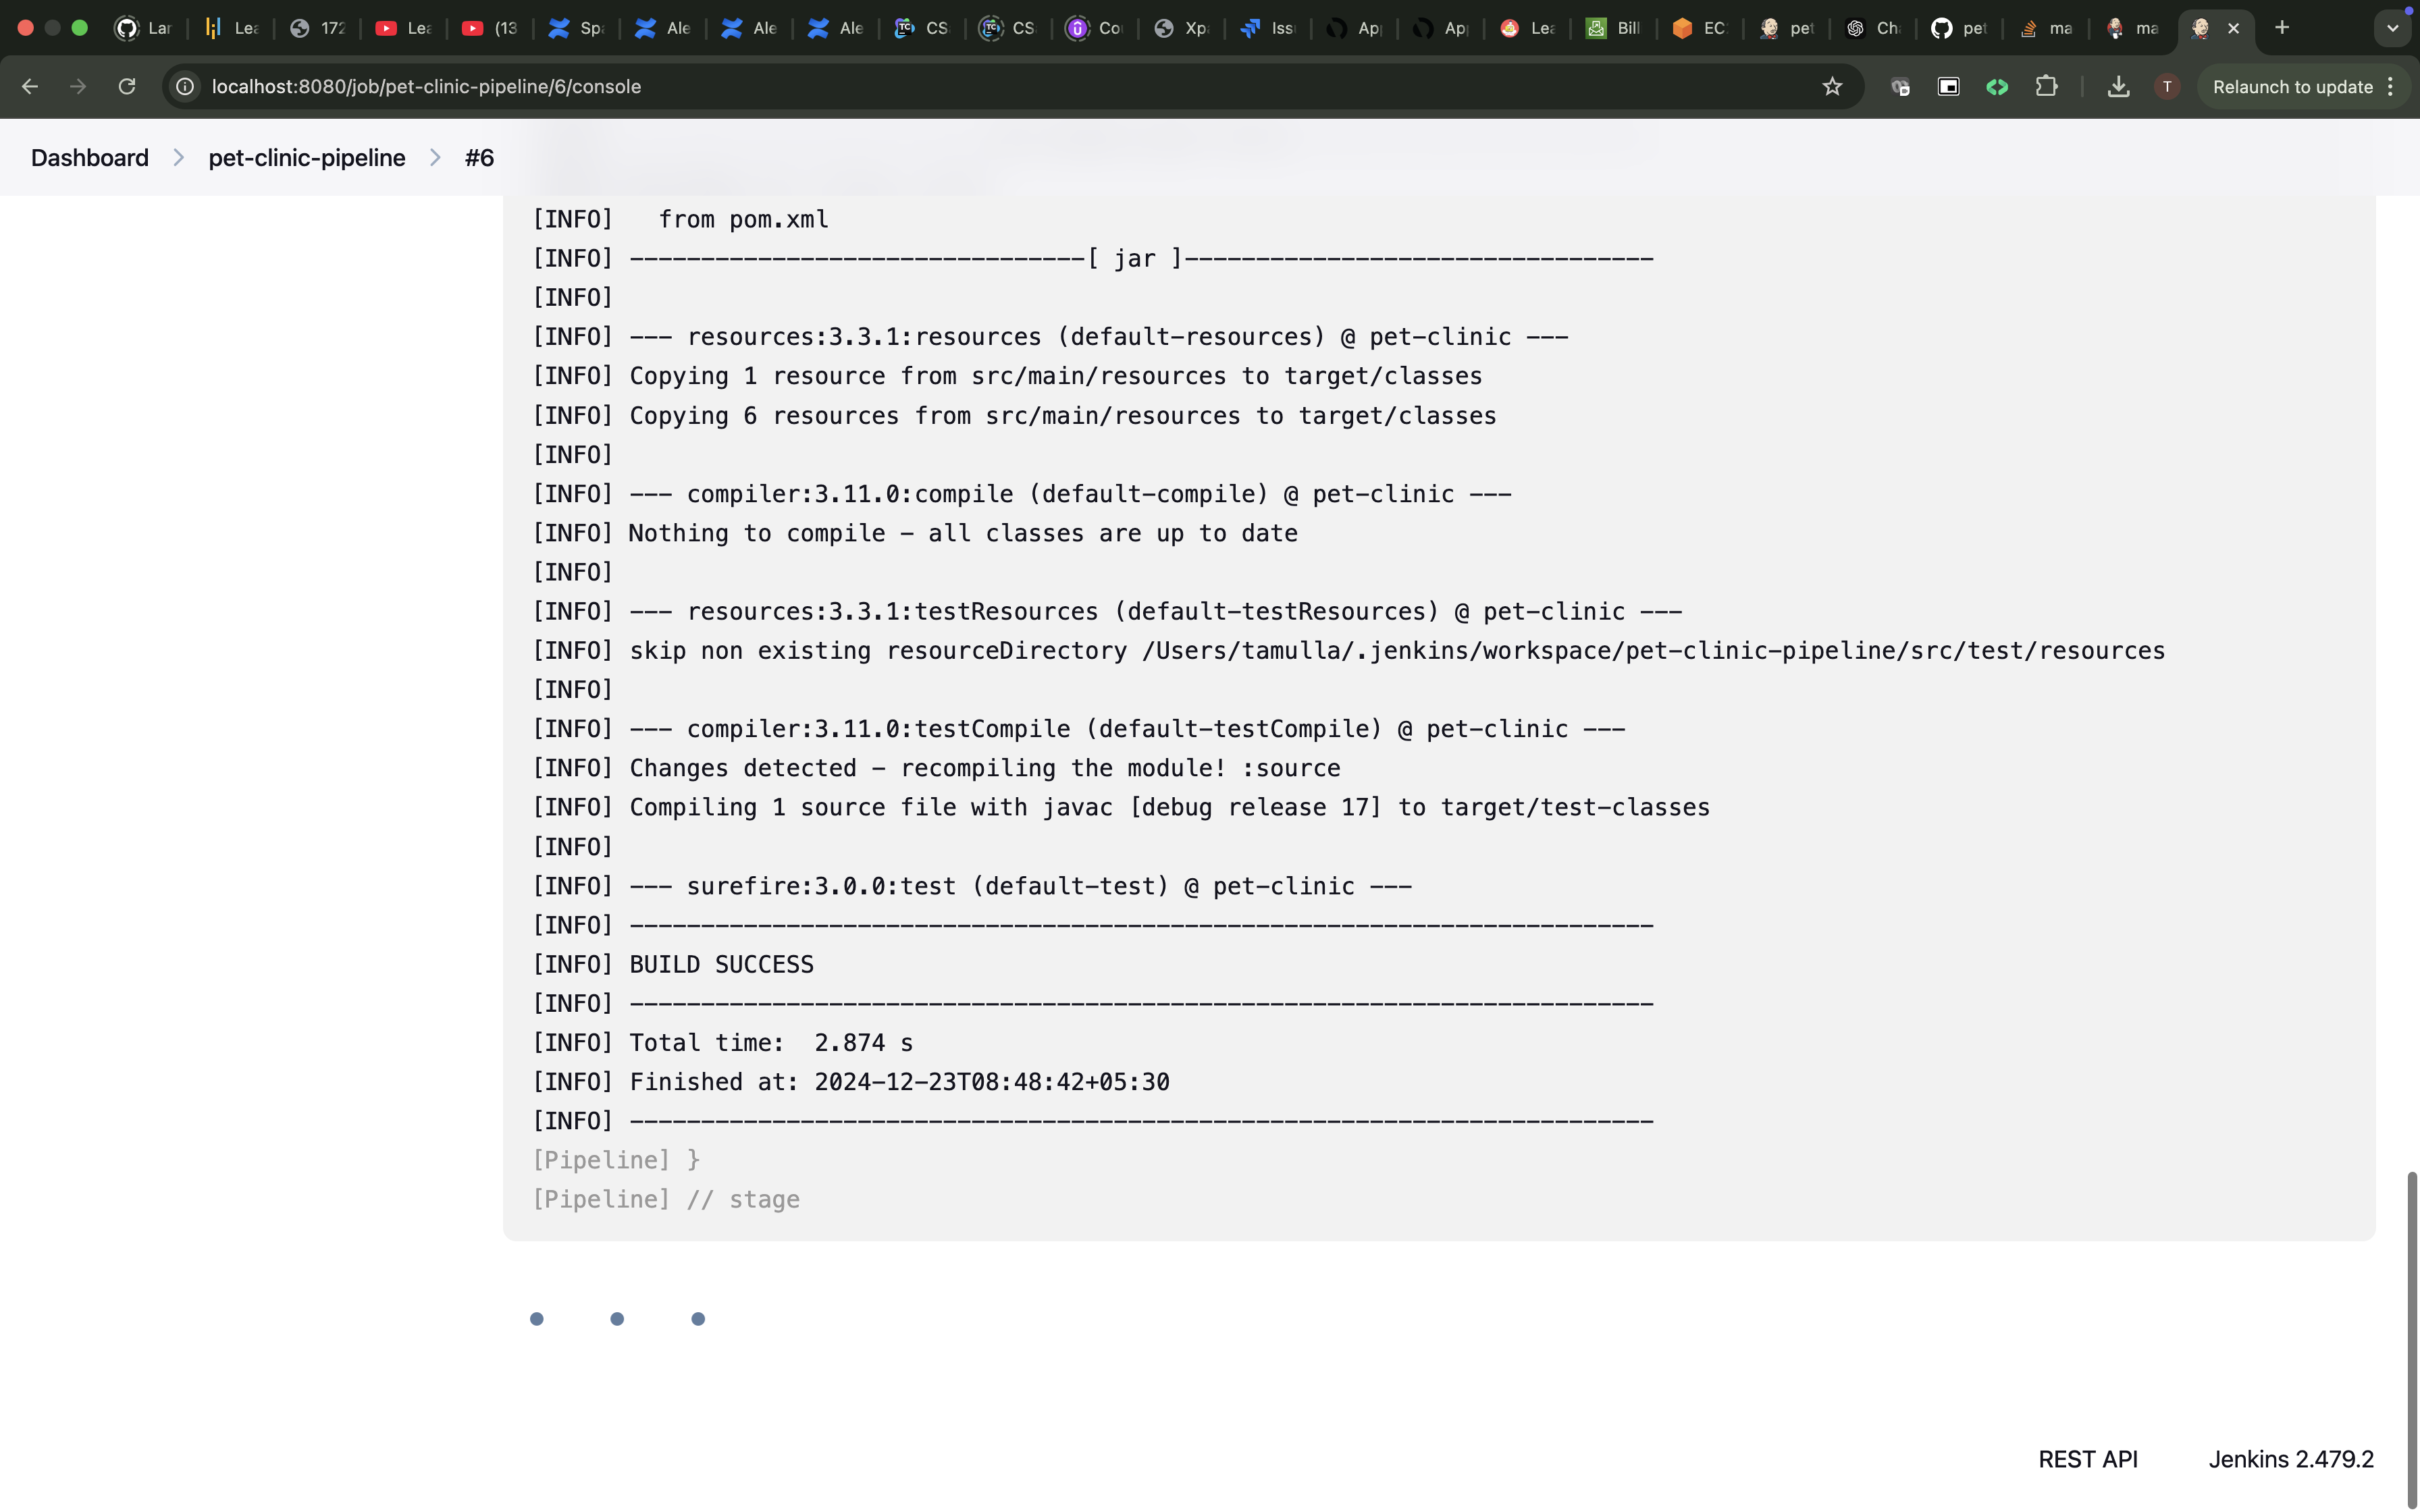 Lar
Lea
172
Lea
(13
Spa
Ale
Ale
Ale
CS
CS
Co
Xp
Iss
Ap
Ap
Lea
Bill
EC
pet
Ch
pet
ma
ma
localhost:8080/job/pet-clinic-pipeline/6/console
T
Relaunch to update
Dashboard > pet-clinic-pipeline > #6
[INFO]   from pom.xml
[INFO] --------------------------------[ jar ]---------------------------------
[INFO]
[INFO] --- resources:3.3.1:resources (default-resources) @ pet-clinic ---
[INFO] Copying 1 resource from src/main/resources to target/classes
[INFO] Copying 6 resources from src/main/resources to target/classes
[INFO]
[INFO] --- compiler:3.11.0:compile (default-compile) @ pet-clinic ---
[INFO] Nothing to compile - all classes are up to date
[INFO]
[INFO] --- resources:3.3.1:testResources (default-testResources) @ pet-clinic ---
[INFO] skip non existing resourceDirectory /Users/tamulla/.jenkins/workspace/pet-clinic-pipeline/src/test/resources
[INFO]
[INFO] --- compiler:3.11.0:testCompile (default-testCompile) @ pet-clinic ---
[INFO] Changes detected - recompiling the module! :source
[INFO] Compiling 1 source file with javac [debug release 17] to target/test-classes
[INFO]
[INFO] --- surefire:3.0.0:test (default-test) @ pet-clinic ---
[INFO] ------------------------------------------------------------------------
[INFO] BUILD SUCCESS
[INFO] ------------------------------------------------------------------------
[INFO] Total time:  2.874 s
[INFO] Finished at: 2024-12-23T08:48:42+05:30
[INFO] ------------------------------------------------------------------------
[Pipeline] }
[Pipeline] // stage
REST API
Jenkins 2.479.2